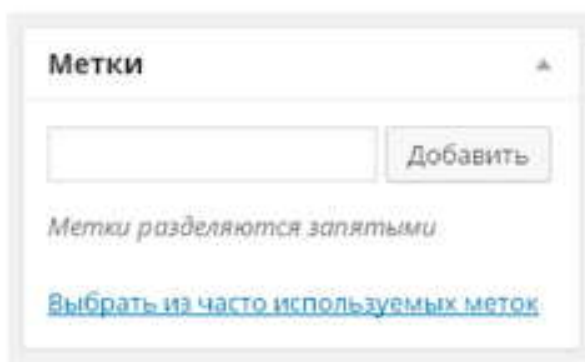 Метки
Добавить
Метки разделяются запятыми
Выбрать из часто используемых меток